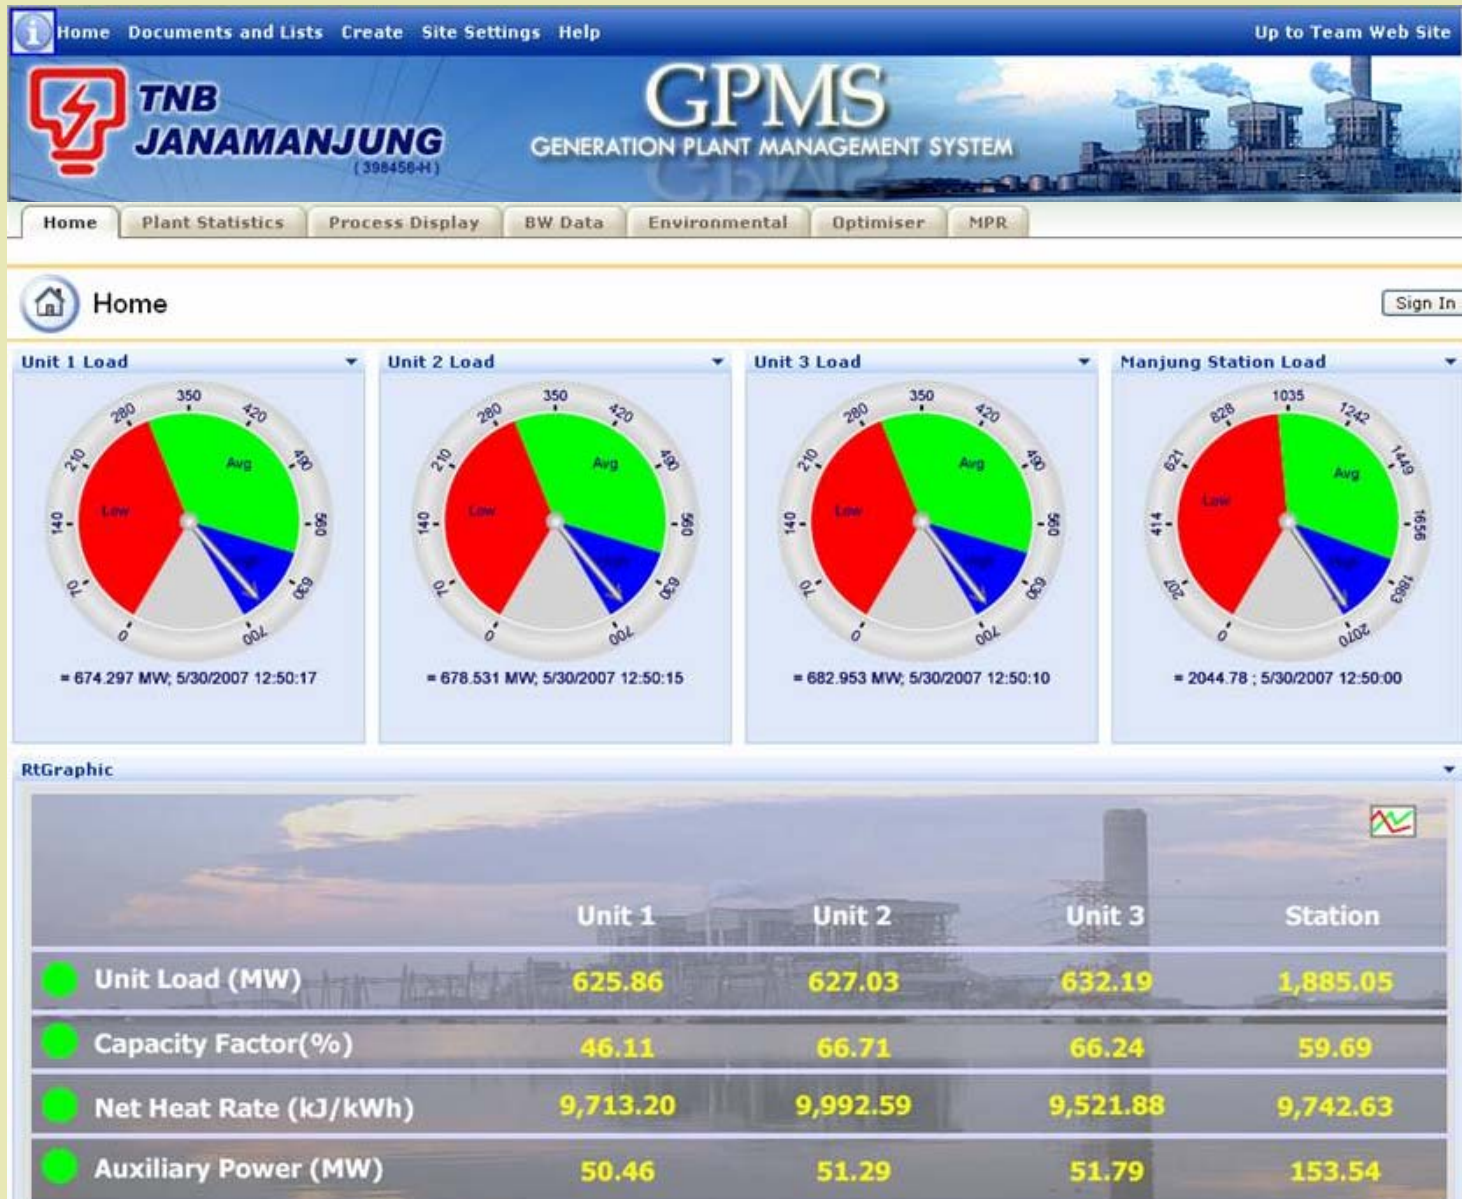 Home Documents and Lists Create Site Settings Help Up to Team Web Site
TNB
JANAMANJUNG
(398456-H)
GPMS
GENERATION PLANT MANAGEMENT SYSTEM
Home Plant Statistics Process Display BW Data Environmental Optimiser MPR
Home
Sign In
Unit 1 Load
0 70 140 210 280 350 420 490 560 630 700
Low Avg High
= 674.297 MW; 5/30/2007 12:50:17
Unit 2 Load
0 70 140 210 280 350 420 490 560 630 700
Low Avg
= 678.531 MW; 5/30/2007 12:50:15
Unit 3 Load
0 70 140 210 280 350 420 490 560 630 700
Low Avg
= 682.953 MW; 5/30/2007 12:50:10
Manjung Station Load
0 207 414 621 828 1035 1242 1449 1656 1863 2070
Low Avg High
= 2044.78 ; 5/30/2007 12:50:00
RtGraphic
Unit 1 Unit 2 Unit 3 Station
Unit Load (MW) 625.86 627.03 632.19 1,885.05
Capacity Factor(%) 46.11 66.71 66.24 59.69
Net Heat Rate (kJ/kWh) 9,713.20 9,992.59 9,521.88 9,742.63
Auxiliary Power (MW) 50.46 51.29 51.79 153.54